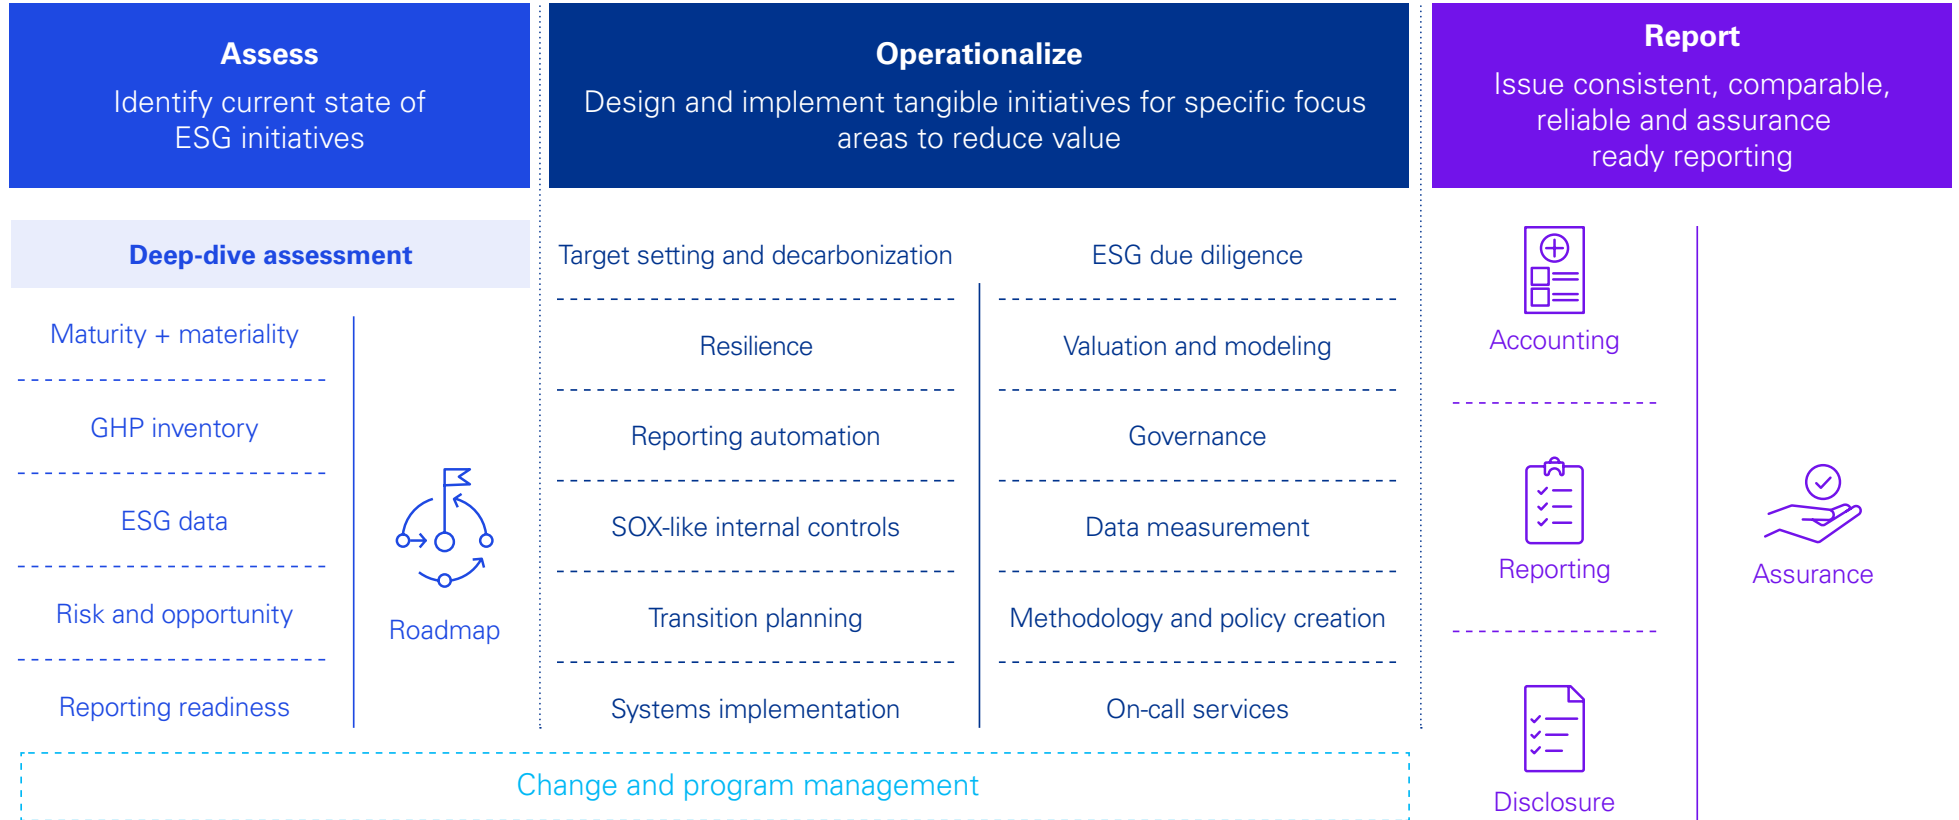 Assess
Identify current state of
ESG initiatives
Deep-dive assessment
Maturity + materiality
GHP inventory
ESG data
Risk and opportunity
Reporting readiness
Roadmap
Operationalize
Design and implement tangible initiatives for specific focus
areas to reduce value
Target setting and decarbonization
Resilience
Reporting automation
SOX-like internal controls
Transition planning
Systems implementation
ESG due diligence
Valuation and modeling
Governance
Data measurement
Methodology and policy creation
On-call services
Change and program management
Report
Issue consistent, comparable,
reliable and assurance
ready reporting
Accounting
Reporting
Disclosure
Assurance